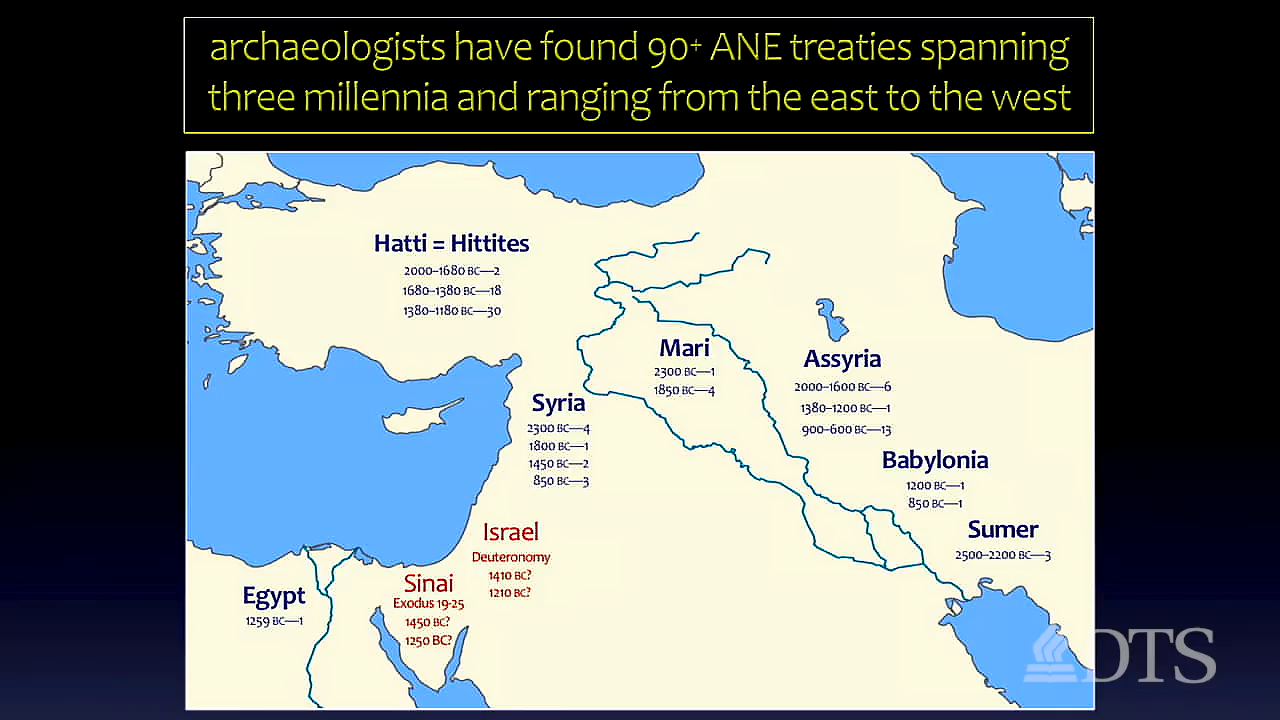 archaeologists have found 90+ ANE treaties spanning
three millennia and ranging from the east to the west
Hatti = Hittites
2000–1680 BC—2
1680–1380 BC—18
1380–1180 BC—30
Mari
2300 BC—1
1850 BC—4
Assyria
2000–1600 BC—6
1380–1200 BC—1
900–600 BC—13
Syria
2300 BC—4
1800 BC—1
1450 BC—2
850 BC—3
Babylonia
1200 BC—1
850 BC—1
Sumer
2500–2200 BC—3
Israel
Deuteronomy
1410 BC?
1210 BC?
Sinai
Exodus 19-25
1450 BC?
1250 BC?
Egypt
1259 BC—1
DTS